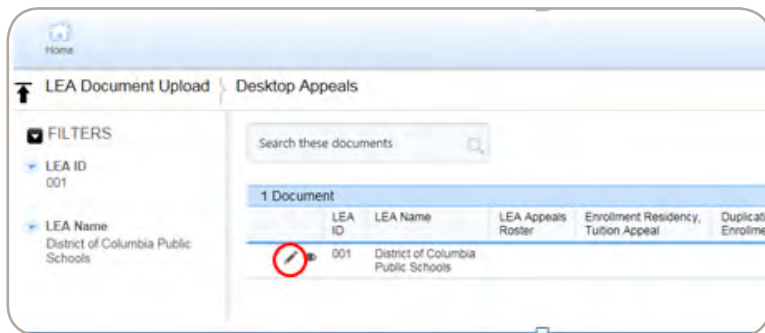 Home
LEA Document Upload Desktop Appeals
FILTERS
LEA ID
001
LEA Name
District of Columbia Public
Schools
Search these documents
1 Document
LEA
ID
LEA Name
LEA Appeals
Roster
Enrollment Residency,
Tuition Appeal
Duplicati
Enrollme
001
District of Columbia
Public Schools